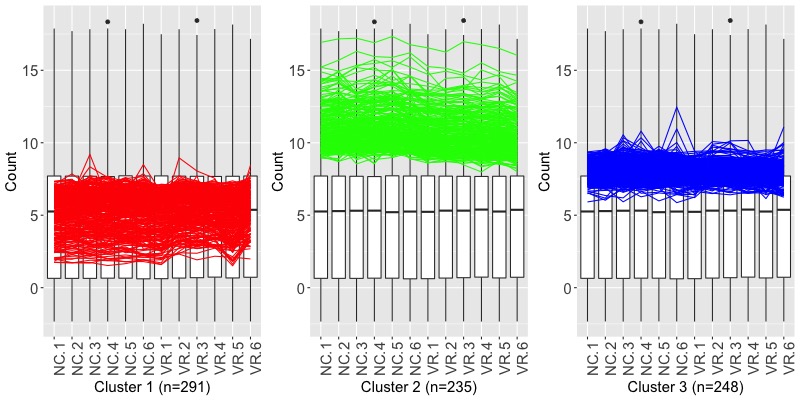 Count
15
10
5
0
NC.1 NC.2 NC.3 NC.4 NC.5 NC.6 VR.1 VR.2 VR.3 VR.4 VR.5 VR.6
Cluster 1 (n=291)
Count
15
10
5
0
NC.1 NC.2 NC.3 NC.4 NC.5 NC.6 VR.1 VR.2 VR.3 VR.4 VR.5 VR.6
Cluster 2 (n=235)
Count
15
10
5
0
NC.1 NC.2 NC.3 NC.4 NC.5 NC.6 VR.1 VR.2 VR.3 VR.4 VR.5 VR.6
Cluster 3 (n=248)